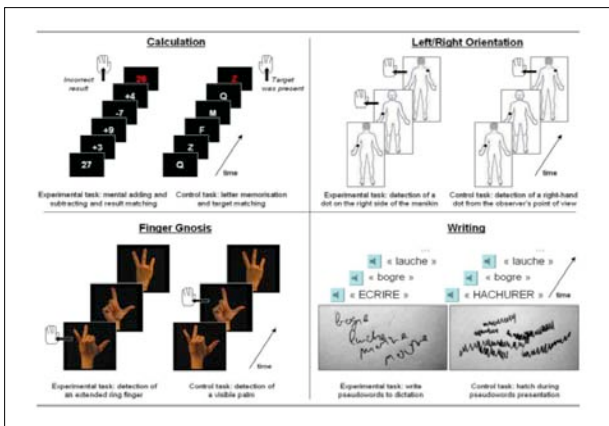 Calculation
Incorrect
result
+4
-7
+9
+3
27
Z
Q
M
F
Z
Q
Target
was present
time
Experimental task: mental adding and
subtracting and result matching
Control task: letter memorisation
and target matching
Left/Right Orientation
time
Experimental task: detection of a
dot on the right side of the manikin
Control task: detection of a right-hand
dot from the observer's point of view
Finger Gnosis
time
Experimental task: detection of
an extended ring finger
Control task: detection of
a visible palm
Writing
...
« lauche »
« bogre »
« ECRIRE »
...
« lauche »
« bogre »
« HACHURER »
time
bogre
Experimental task: write
pseudowords to dictation
Control task: hatch during
pseudowords presentation